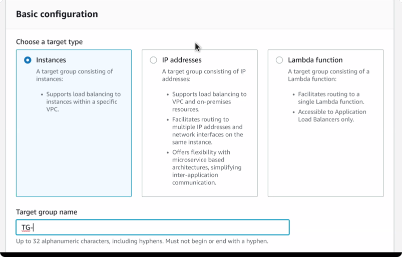 Basic configuration
Choose a target type
Instances
A target group consisting of
instances:
• Supports load balancing to
instances within a specific
VPC.
IP addresses
A target group consisting of IP
addresses:
• Supports load balancing to
VPC and on-premises
resources.
• Facilitates routing to
multiple IP addresses and
network interfaces on the
same instance.
• Offers flexibility with
microservice based
architectures, simplifying
inter-application
communication.
Lambda function
A target group consisting of a
Lambda function:
• Facilitates routing to a
single Lambda function.
• Accessible to Application
Load Balancers only.
Target group name
TG-
Up to 32 alphanumeric characters, including hyphens. Must not begin or end with a hyphen.